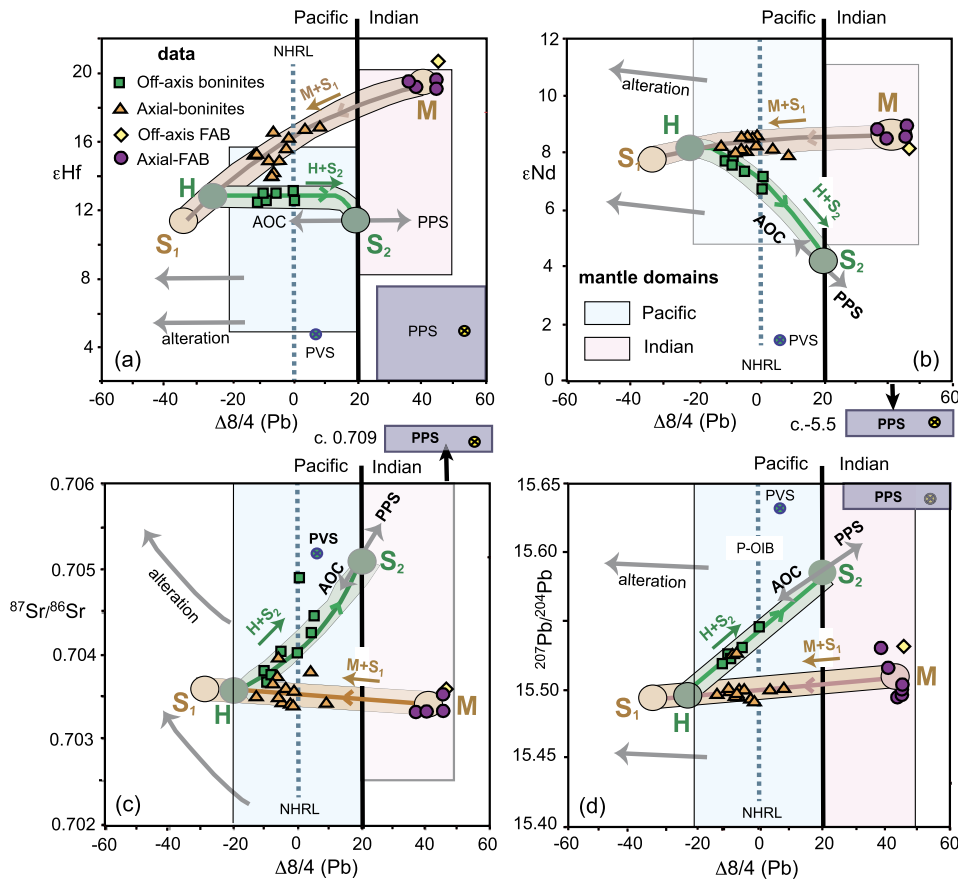 Pacific Indian
data
Off-axis boninites
Axial-boninites
Off-axis FAB
Axial-FAB
NHRL
M+S1
M
H
H+S2
S1
S2
AOC
PPS
alteration
PVS
PPS
(a)
εHf
20
16
12
8
4
-60 -40 -20 0 20 40 60
Δ8/4 (Pb)
Pacific Indian
alteration
M+S1
M
H
S1
H+S2
AOC
S2
PPS
mantle domains
Pacific
Indian
PVS
NHRL
(b)
εNd
12
10
8
6
4
2
0
-60 -40 -20 0 20 40 60
Δ8/4 (Pb)
c. 0.709
PPS
c.-5.5
PPS
Pacific Indian
PPS
PVS
AOC
S2
alteration
H+S2
M+S1
S1
H
M
NHRL
(c)
87Sr/86Sr
0.706
0.705
0.704
0.703
0.702
-60 -40 -20 0 20 40 60
Δ8/4 (Pb)
Pacific Indian
PVS
PPS
P-OIB
PPS
AOC
S2
alteration
H+S2
M+S1
S1
H
M
NHRL
(d)
207Pb/204Pb
15.65
15.60
15.50
15.45
15.40
-60 -40 -20 0 20 40 60
Δ8/4 (Pb)